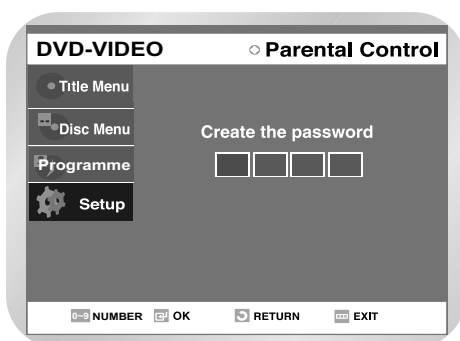 DVD-VIDEO Parental Control
Title Menu
Disc Menu
Create the password
Programme
Setup
0~9 NUMBER OK RETURN EXIT